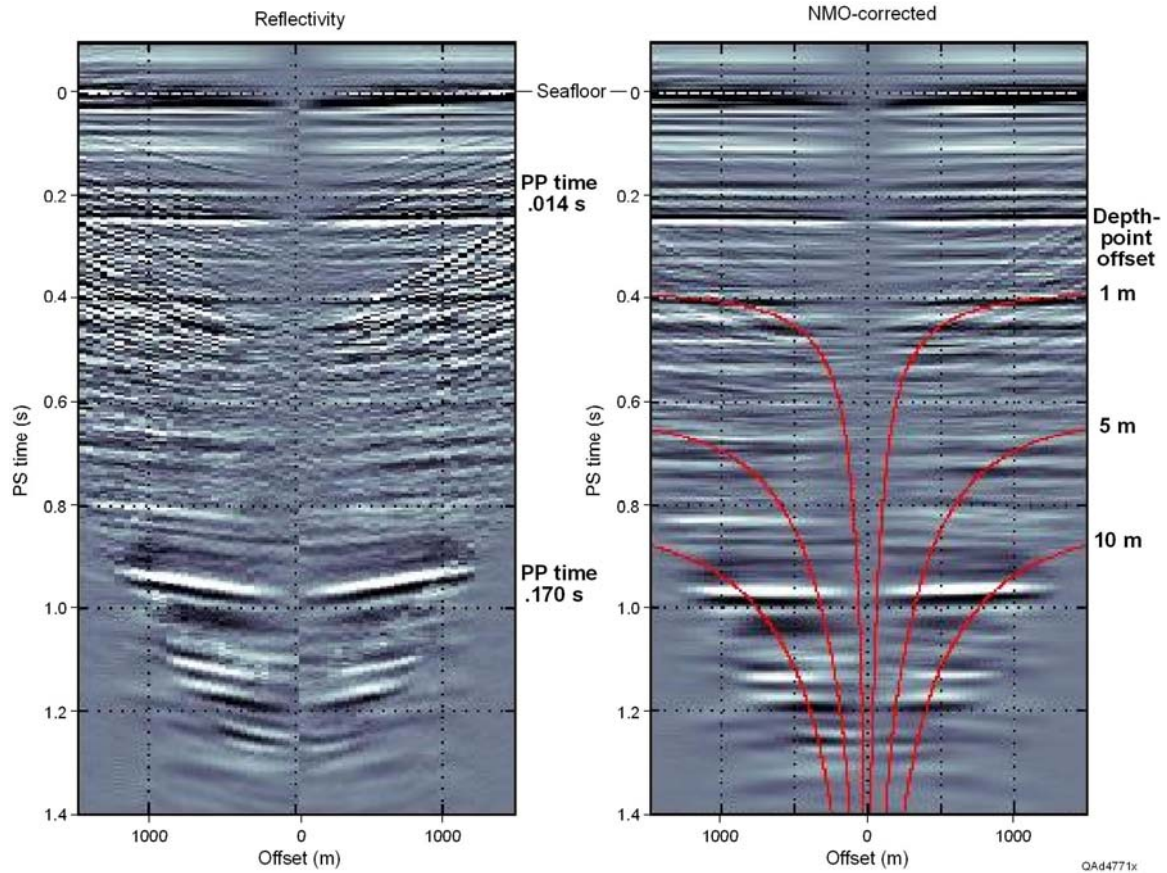 Reflectivity
NMO-corrected
0
Seafloor
0
PP time
.014 s
Depth-
point
offset
0.2
0.2
0.4
0.4
1 m
PS time (s)
PS time (s)
0.6
0.6
5 m
0.8
0.8
10 m
PP time
.170 s
1.0
1.0
1.2
1.2
1.4
1.4
1000 0 1000
1000 0 1000
Offset (m)
Offset (m)
QAd4771x